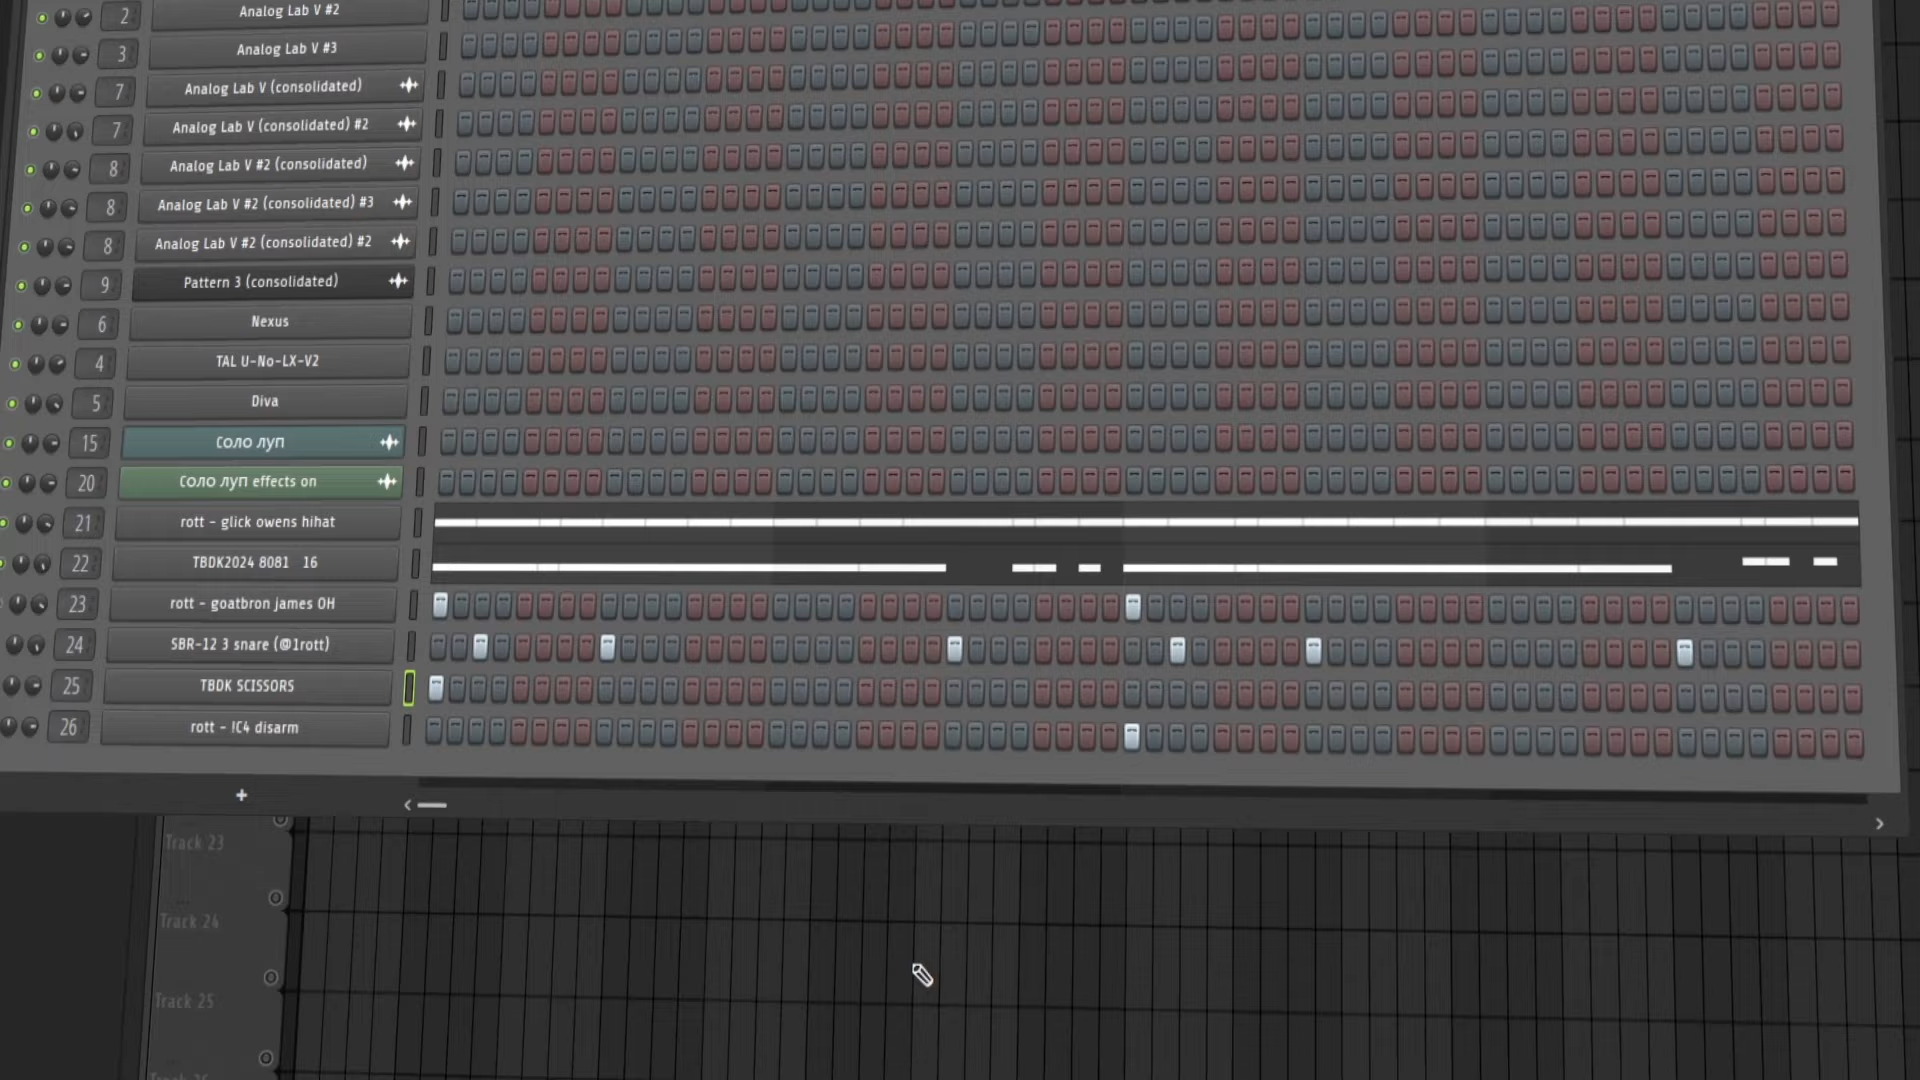 2 Analog Lab V #2
3 Analog Lab V #3
7 Analog Lab V (consolidated)
7 Analog Lab V (consolidated) #2
8 Analog Lab V #2 (consolidated)
8 Analog Lab V #2 (consolidated) #3
8 Analog Lab V #2 (consolidated) #2
9 Pattern 3 (consolidated)
6 Nexus
4 TAL U-No-LX-V2
5 Diva
15 Соло луп
20 Соло луп effects on
21 rott - glick owens hihat
22 TBDK2024 8081 16
23 rott - goatbron james OH
24 SBR-12 3 snare (@1rott)
25 TBDK SCISSORS
26 rott - !C4 disarm
+
Track 23
Track 24
Track 25